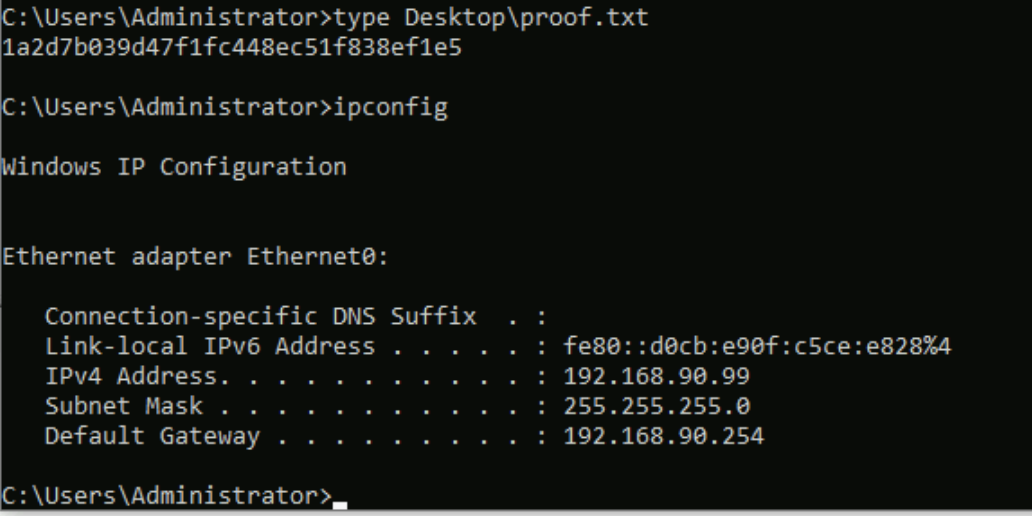 C:\Users\Administrator>type Desktop\proof.txt
1a2d7b039d47f1fc448ec51f838ef1e5
C:\Users\Administrator>ipconfig
Windows IP Configuration
Ethernet adapter Ethernet0:
   Connection-specific DNS Suffix  . :
   Link-local IPv6 Address . . . . . : fe80::d0cb:e90f:c5ce:e828%4
   IPv4 Address. . . . . . . . . . . : 192.168.90.99
   Subnet Mask . . . . . . . . . . . : 255.255.255.0
   Default Gateway . . . . . . . . . : 192.168.90.254
C:\Users\Administrator>